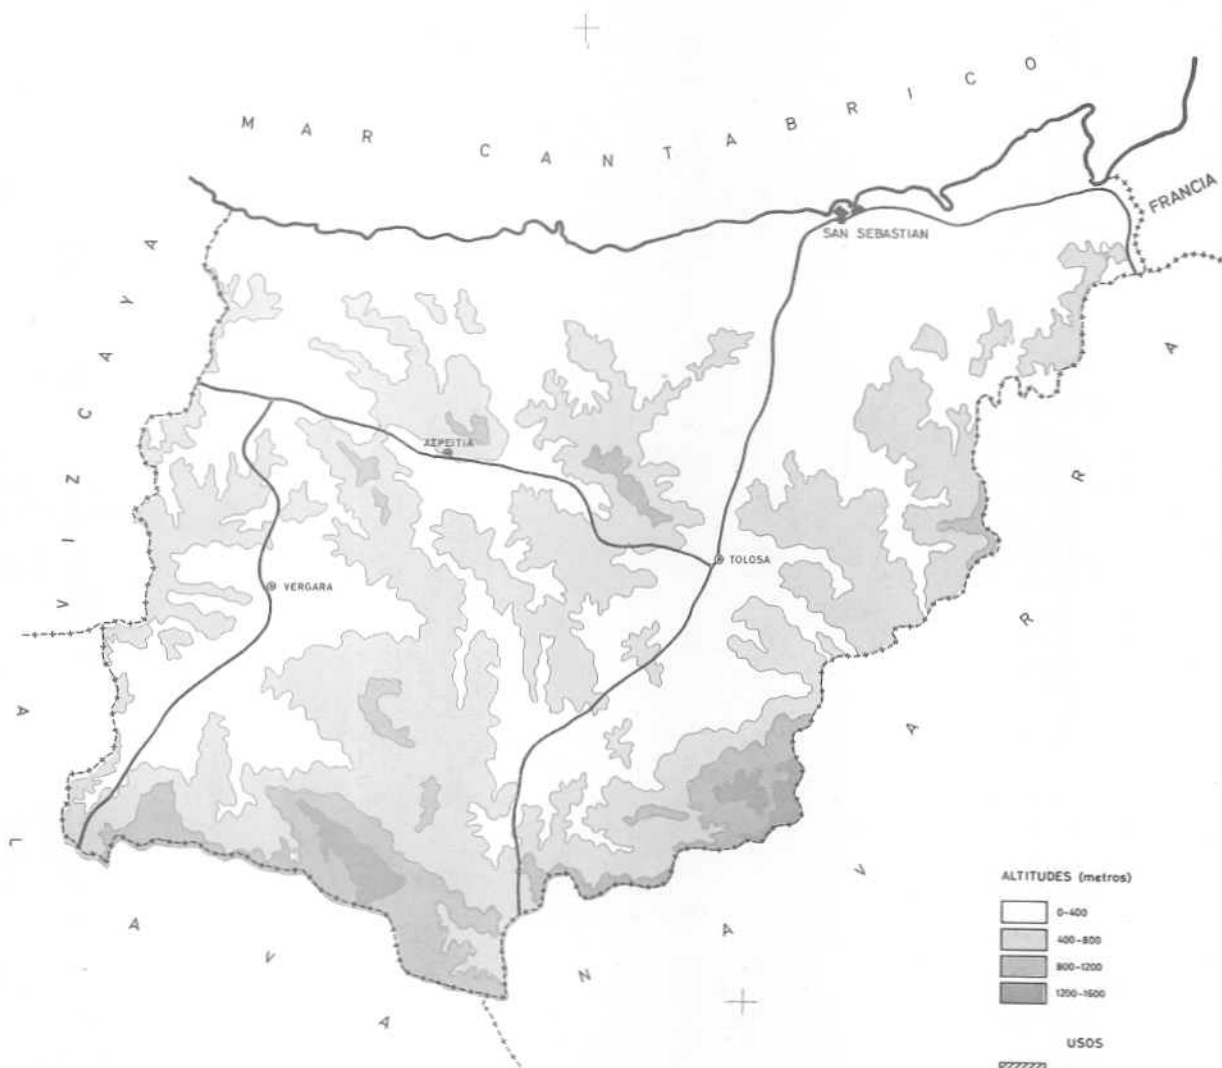 MAR CANTABRICO
FRANCIA
SAN SEBASTIAN
VIZCAYA
AZPEITIA
TOLOSA
VERGARA
ALAVA
NAVARRA
ALTITUDES (metros)
0-400
400-800
800-1200
1200-1600
USOS